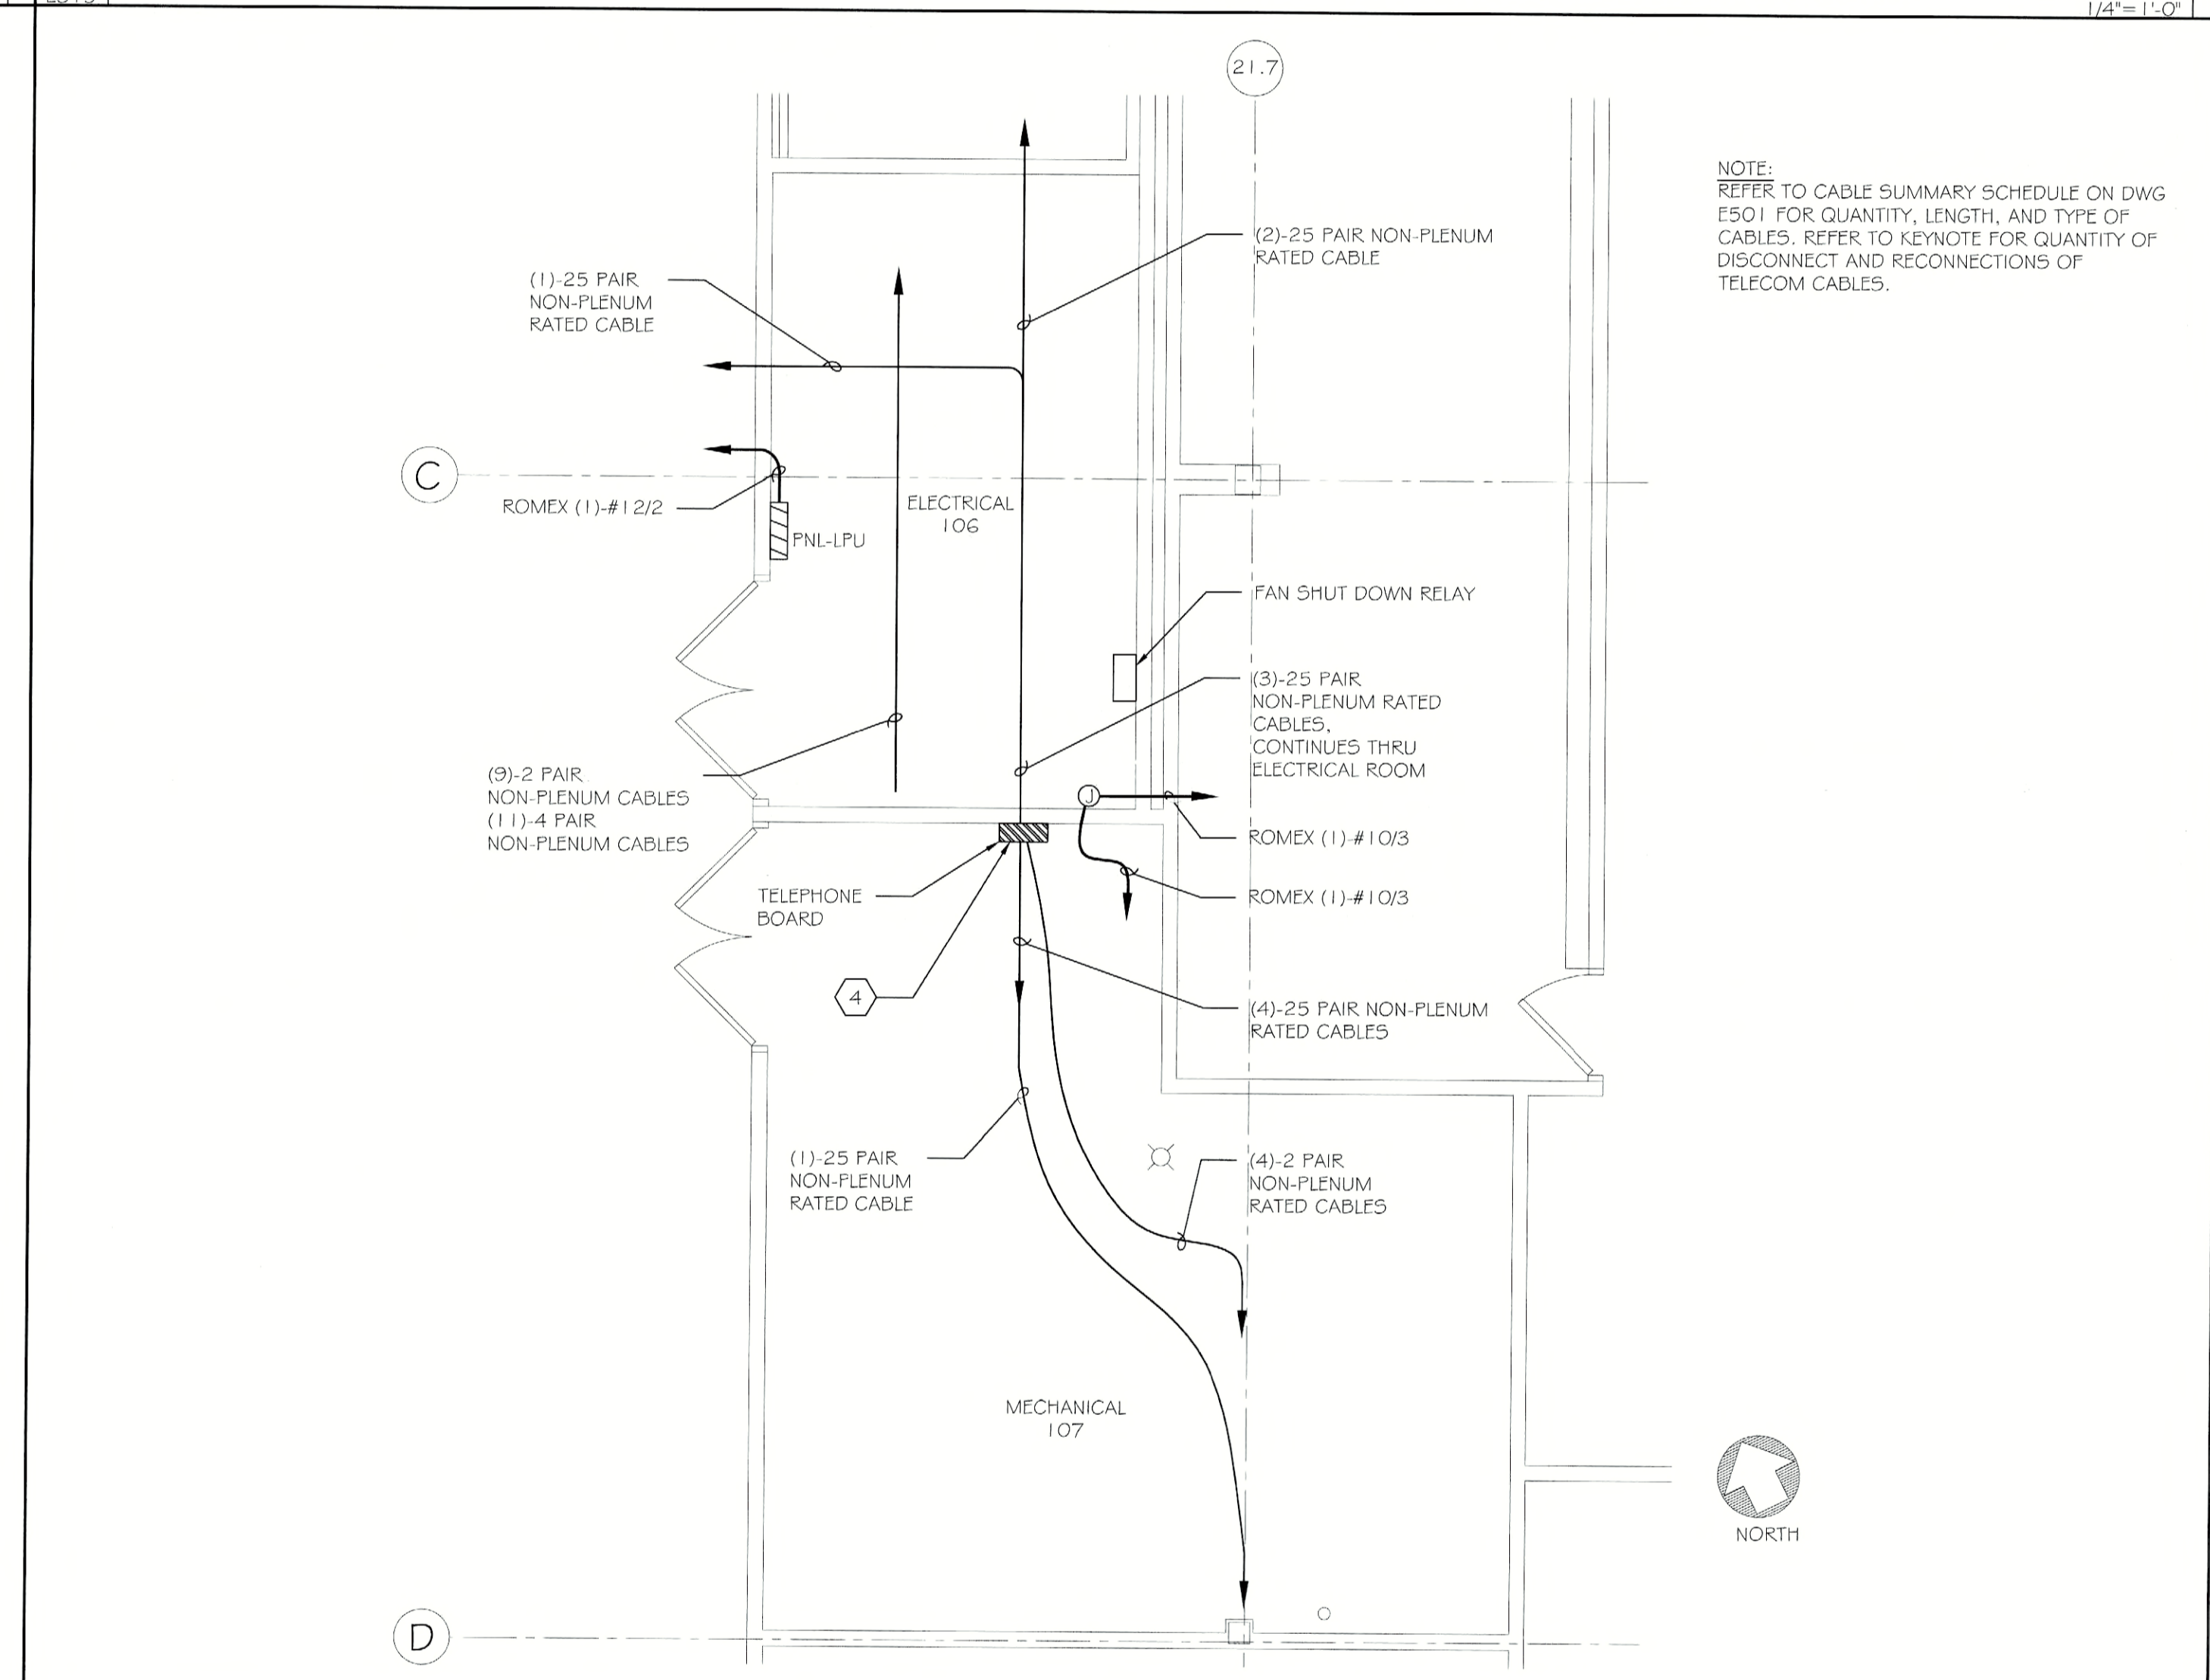 1/4"=1'-0"
21.7
NOTE:
REFER TO CABLE SUMMARY SCHEDULE ON DWG
E501 FOR QUANTITY, LENGTH, AND TYPE OF
CABLES. REFER TO KEYNOTE FOR QUANTITY OF
DISCONNECT AND RECONNECTIONS OF
TELECOM CABLES.
(2)-25 PAIR NON-PLENUM
RATED CABLE
(1)-25 PAIR
NON-PLENUM
RATED CABLE
C
ROMEX (1)-#12/2
ELECTRICAL
106
PNL-LPU
FAN SHUT DOWN RELAY
(3)-25 PAIR
NON-PLENUM RATED
CABLES,
CONTINUES THRU
ELECTRICAL ROOM
(9)-2 PAIR
NON-PLENUM CABLES
(11)-4 PAIR
NON-PLENUM CABLES
J
ROMEX (1)-#10/3
TELEPHONE
BOARD
ROMEX (1)-#10/3
4
(4)-25 PAIR NON-PLENUM
RATED CABLES
(1)-25 PAIR
NON-PLENUM
RATED CABLE
(4)-2 PAIR
NON-PLENUM
RATED CABLES
MECHANICAL
107
NORTH
D